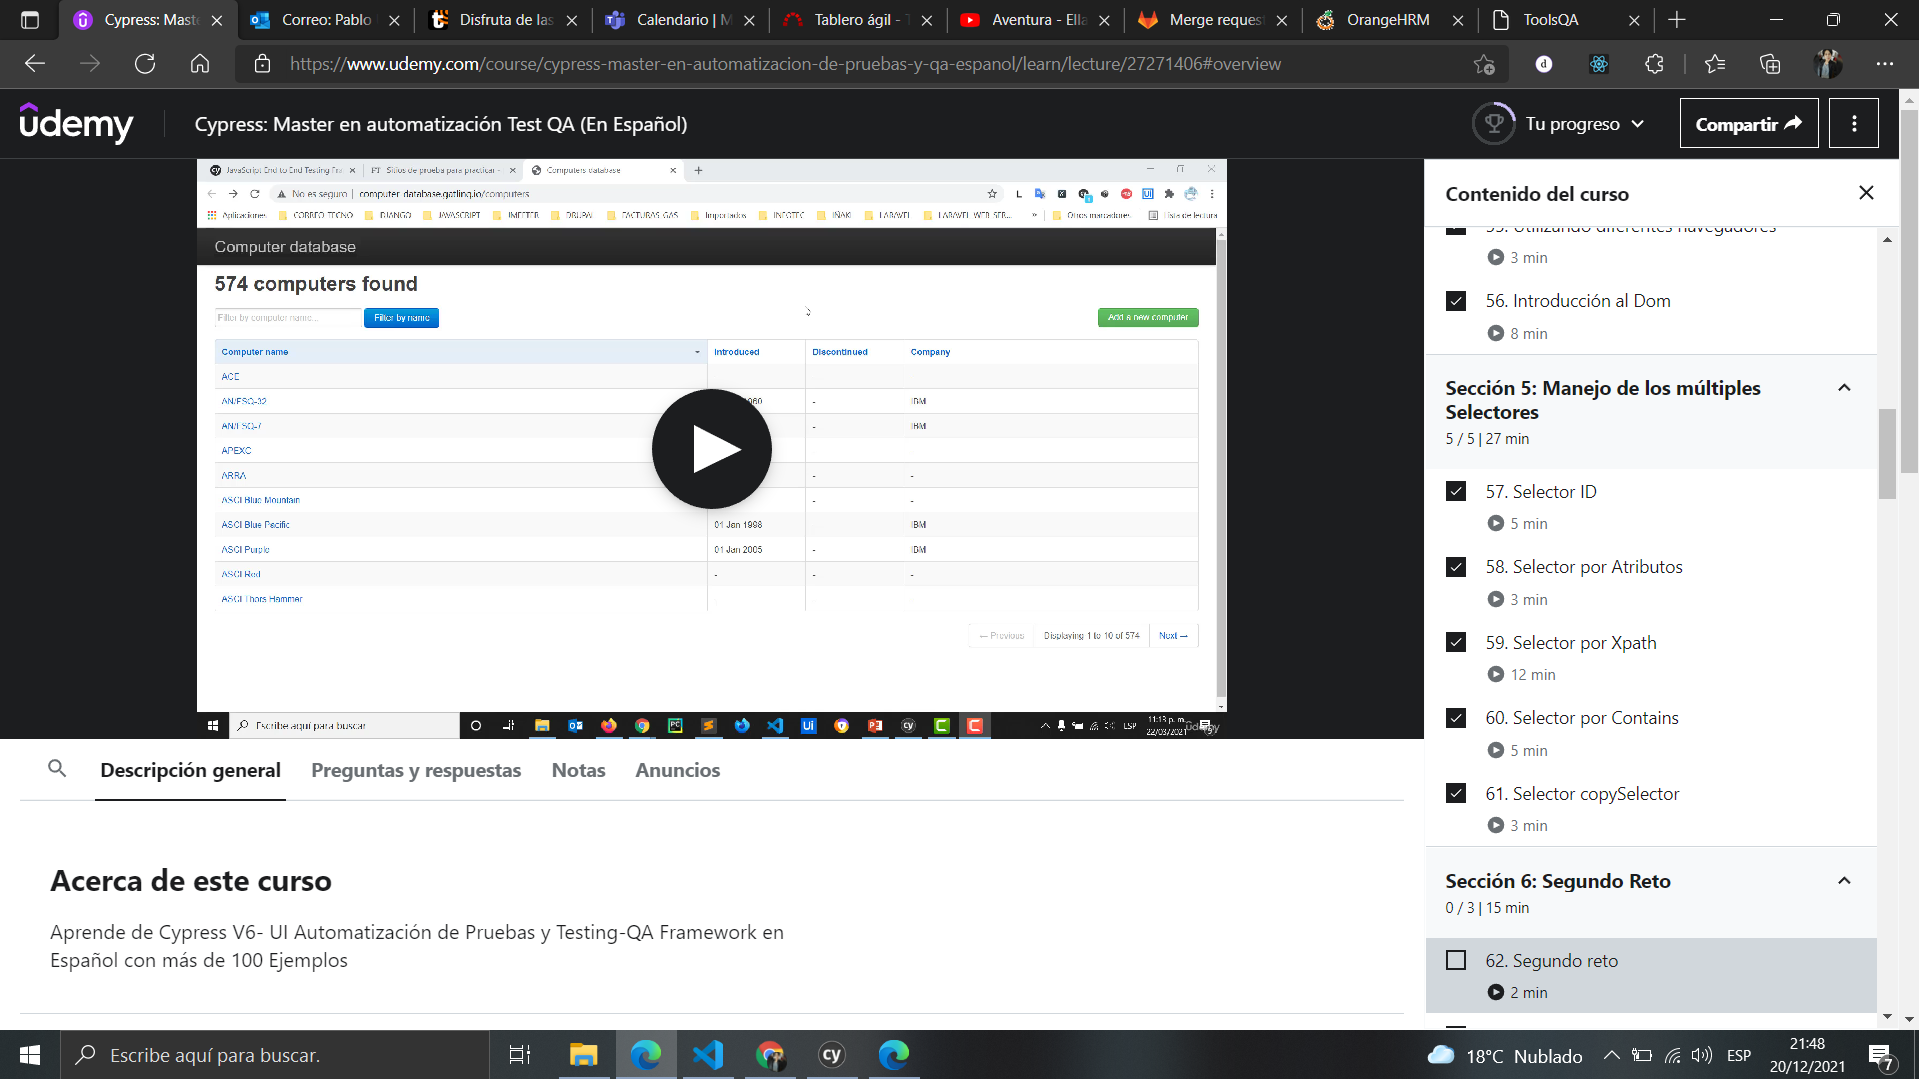 Cypress: Maste
Correo: Pablo
Disfruta de las
Calendario | M
Tablero ágil - T
Aventura - Ella
Merge request
OrangeHRM
ToolsQA
https://www.udemy.com/course/cypress-master-en-automatizacion-de-pruebas-y-qa-espanol/learn/lecture/27271406#overview
udemy
Cypress: Master en automatización Test QA (En Español)
Tu progreso
Compartir
JavaScript End to End Testing Fra
Sitios de prueba para practicar -
Computers database
No es seguro | computer-database.gatling.io/computers
Aplicaciones
CORREO TECNO
DJANGO
JAVASCRIPT
JMEETER
DRUPAL
FACTURAS GAS
Importados
INFOTEC
IÑAKI
LARAVEL
LARAVEL WEB SER...
»
Otros marcadores
Lista de lectura
Computer database
574 computers found
Filter by computer name...
Filter by name
Add a new computer
Computer name Introduced Discontinued Company
ACE
AN/FSQ-32 - IBM
AN/FSQ-7 - IBM
APEXC
ARRA - -
ASCI Blue Mountain - -
ASCI Blue Pacific 01 Jan 1998 IBM
ASCI Purple 01 Jan 2005 - IBM
ASCI Red - - -
ASCI Thors Hammer
← Previous
Displaying 1 to 10 of 574
Next →
Escribe aquí para buscar
ESP
11:13 p. m.
22/03/2021
udemy
Contenido del curso
55. Utilizando diferentes navegadores
3 min
56. Introducción al Dom
8 min
Sección 5: Manejo de los múltiples
Selectores
5 / 5 | 27 min
57. Selector ID
5 min
58. Selector por Atributos
3 min
59. Selector por Xpath
12 min
60. Selector por Contains
5 min
61. Selector copySelector
3 min
Sección 6: Segundo Reto
0 / 3 | 15 min
62. Segundo reto
2 min
Descripción general
Preguntas y respuestas
Notas
Anuncios
Acerca de este curso
Aprende de Cypress V6- UI Automatización de Pruebas y Testing-QA Framework en
Español con más de 100 Ejemplos
Escribe aquí para buscar.
18°C Nublado
ESP
21:48
20/12/2021
7